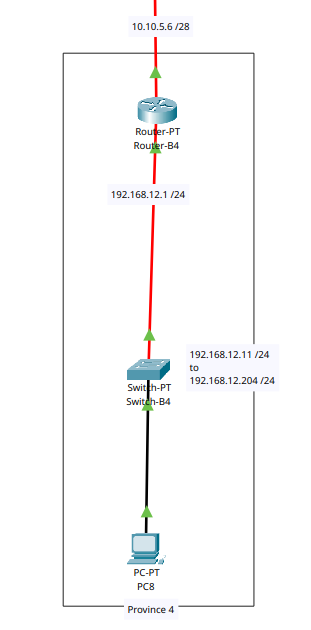 10.10.5.6 /28
Router-PT
Router-B4
192.168.12.1 /24
192.168.12.11 /24
to
192.168.12.204 /24
Switch-PT
Switch-B4
PC-PT
PC8
Province 4